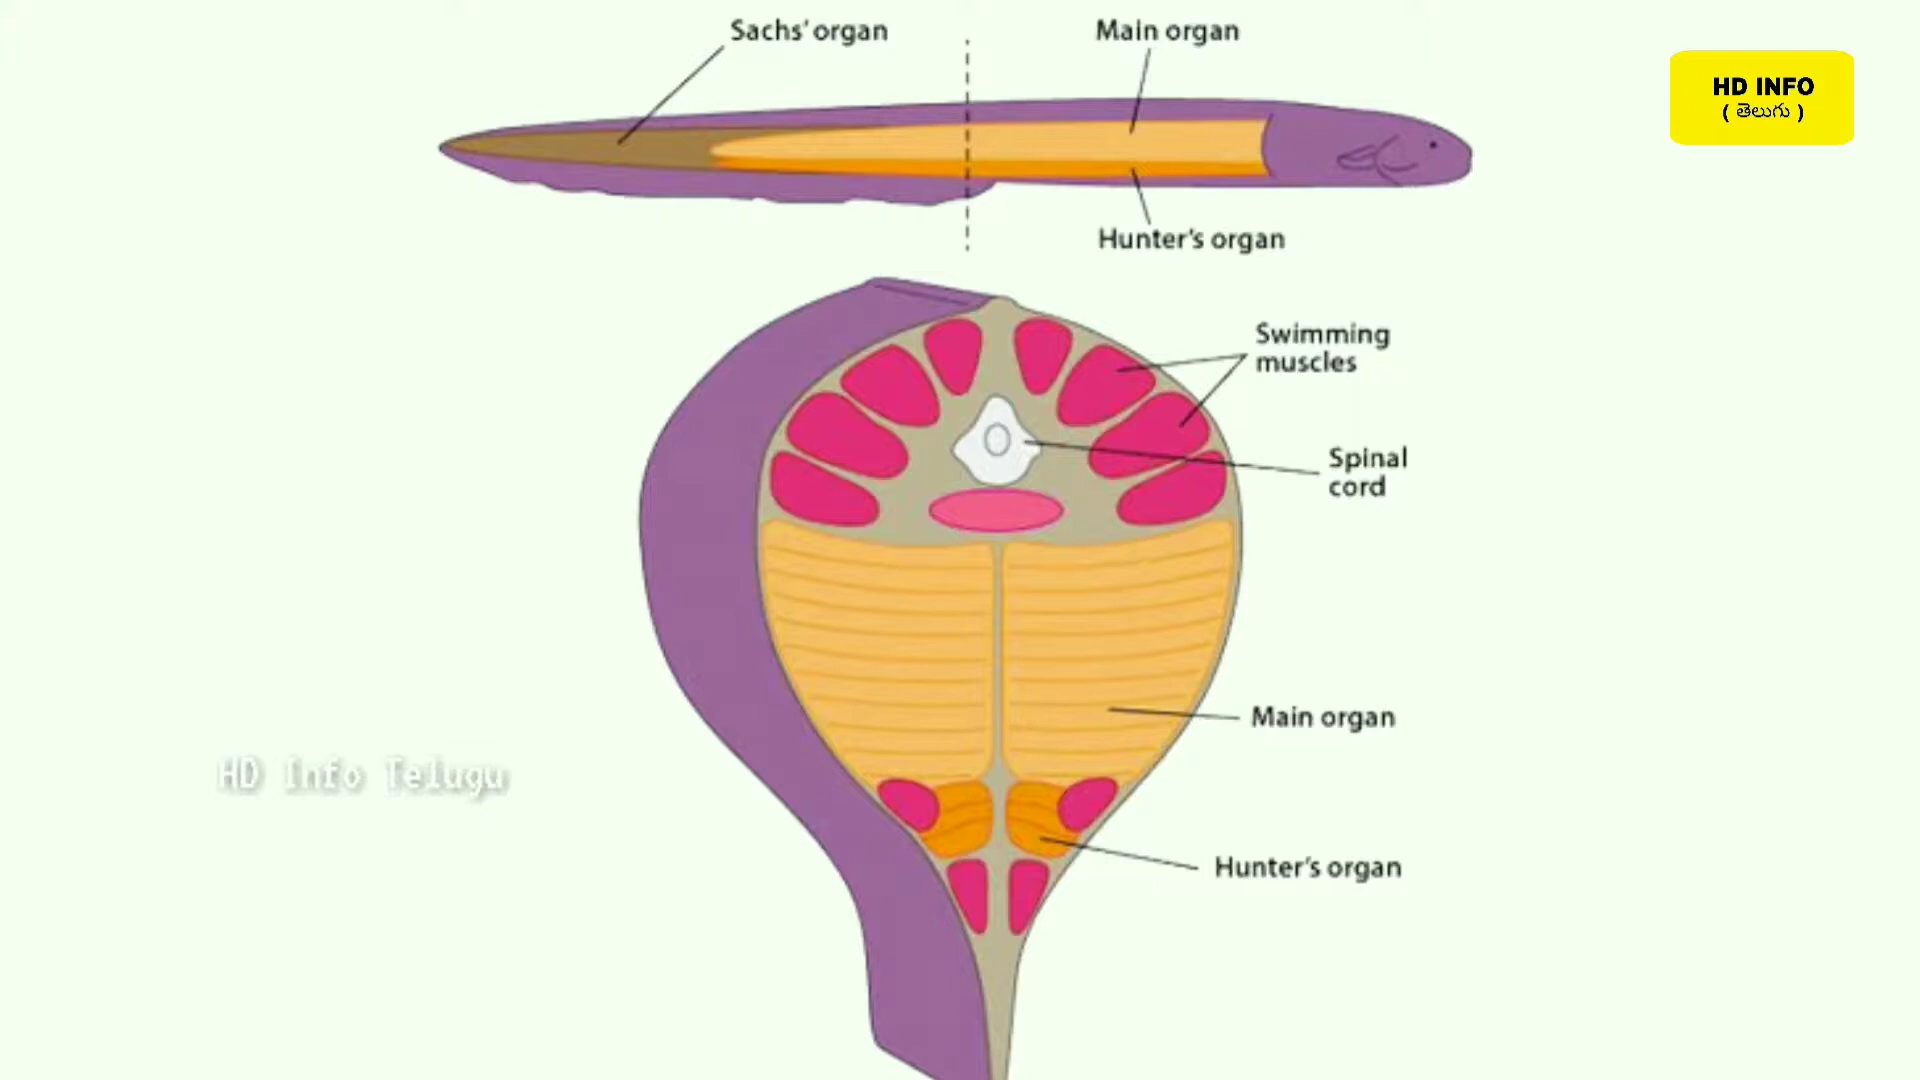 Sachs' organ
Main organ
HD INFO
( తెలుగు )
Hunter's organ
Swimming
muscles
Spinal
cord
Main organ
HD Info Telugu
Hunter's organ